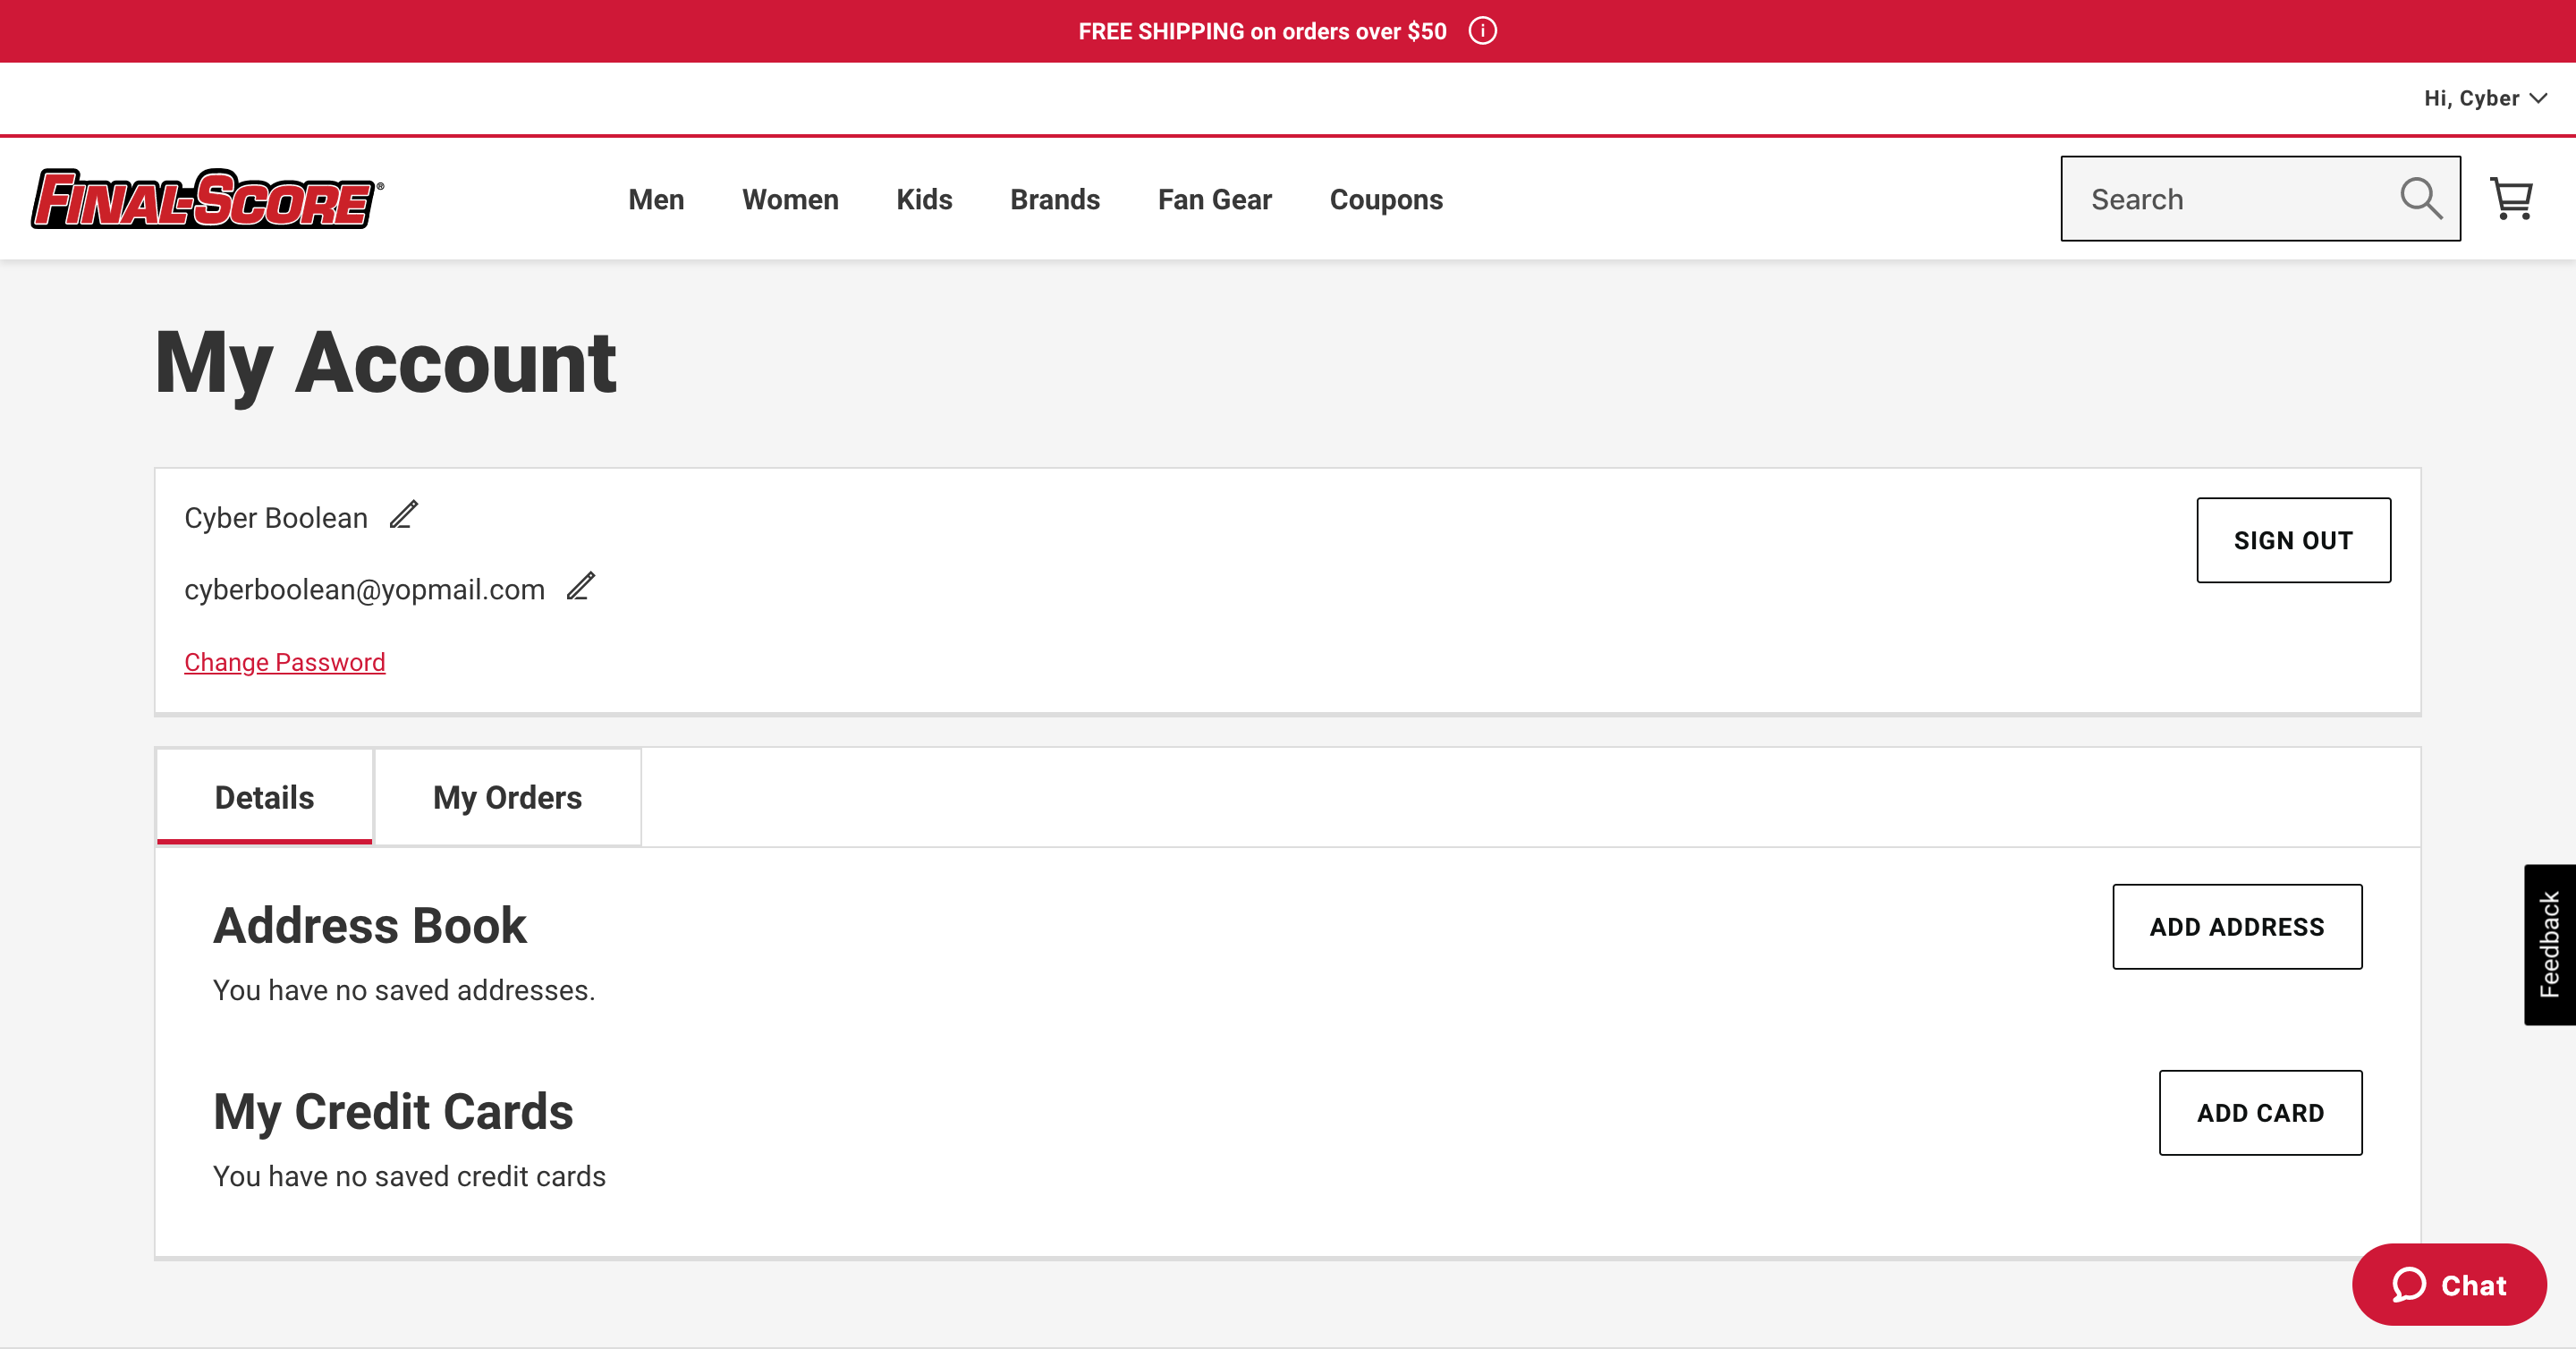 FREE SHIPPING on orders over $50
Hi, Cyber
FINAL-SCORE®
Men Women Kids Brands Fan Gear Coupons
Search
My Account
Cyber Boolean
SIGN OUT
cyberboolean@yopmail.com
Change Password
Details My Orders
Address Book
ADD ADDRESS
You have no saved addresses.
Feedback
My Credit Cards
ADD CARD
You have no saved credit cards
Chat